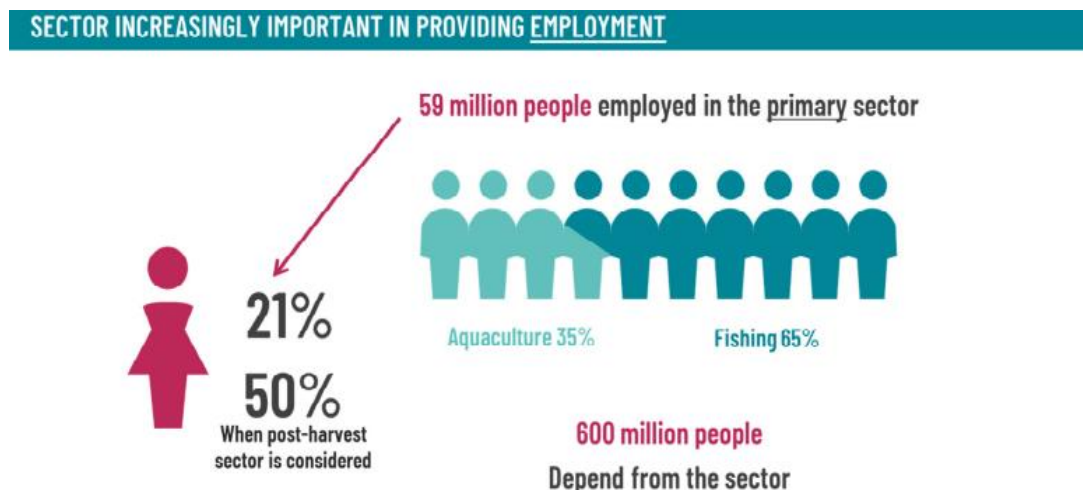 SECTOR INCREASINGLY IMPORTANT IN PROVIDING EMPLOYMENT
59 million people employed in the primary sector
21%
50%
When post-harvest
sector is considered
Aquaculture 35%
Fishing 65%
600 million people
Depend from the sector